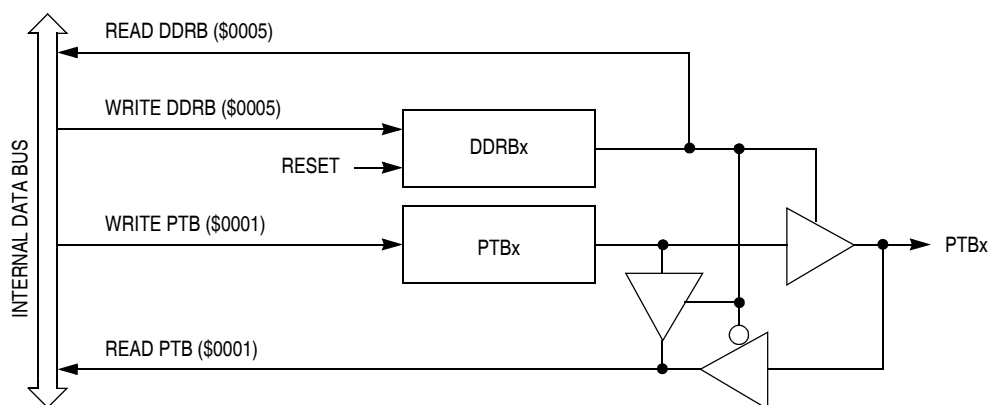 READ DDRB ($0005)
WRITE DDRB ($0005)
DDRBx
RESET
INTERNAL DATA BUS
WRITE PTB ($0001)
PTBx
PTBx
READ PTB ($0001)